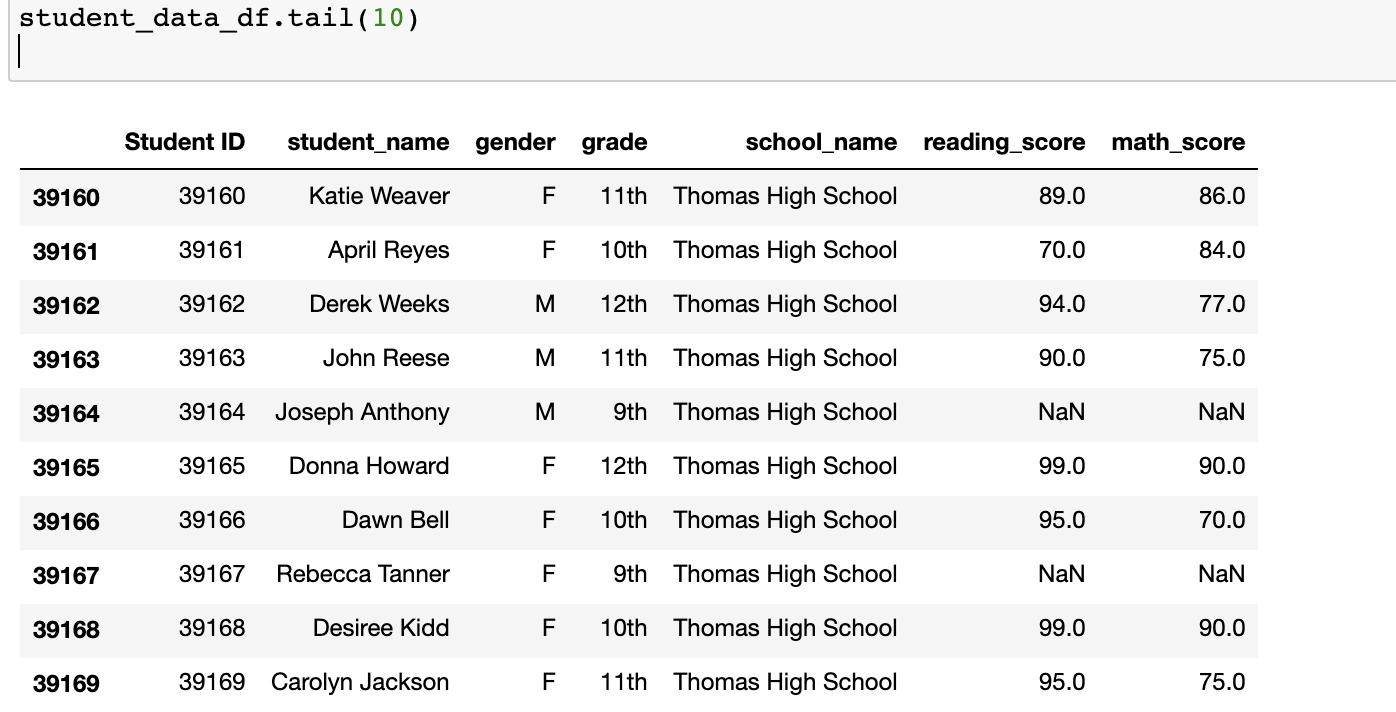 student_data_df.tail(10)
Student ID student_name gender grade school_name reading_score math_score
39160 39160 Katie Weaver F 11th Thomas High School 89.0 86.0
39161 39161 April Reyes F 10th Thomas High School 70.0 84.0
39162 39162 Derek Weeks M 12th Thomas High School 94.0 77.0
39163 39163 John Reese M 11th Thomas High School 90.0 75.0
39164 39164 Joseph Anthony M 9th Thomas High School NaN NaN
39165 39165 Donna Howard F 12th Thomas High School 99.0 90.0
39166 39166 Dawn Bell F 10th Thomas High School 95.0 70.0
39167 39167 Rebecca Tanner F 9th Thomas High School NaN NaN
39168 39168 Desiree Kidd F 10th Thomas High School 99.0 90.0
39169 39169 Carolyn Jackson F 11th Thomas High School 95.0 75.0